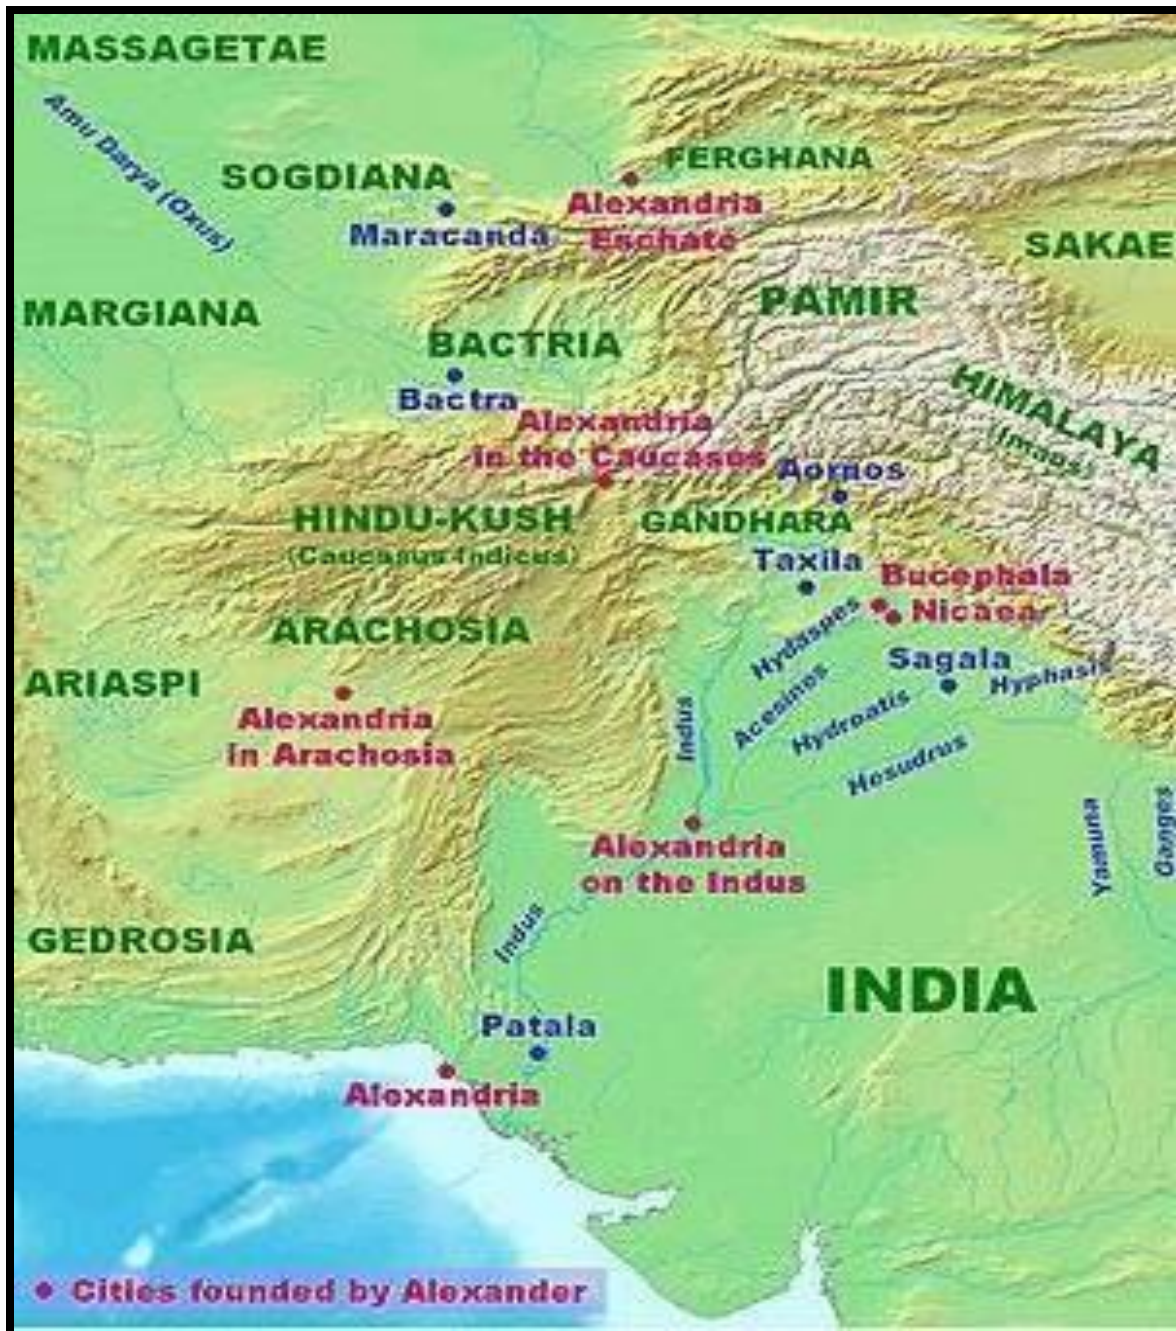 MASSAGETAE
Amu Darya (Oxus)
FERGHANA
SOGDIANA
Alexandria
Eschate
Maracanda
SAKAE
PAMIR
MARGIANA
BACTRIA
Bactra
HIMALAYA
(Imaos)
Alexandria
in the Caucasus
Aornos
HINDU-KUSH
(Caucasus Indicus)
GANDHARA
Taxila
Bucephala
Nicaea
Hydaspes
ARACHOSIA
Sagala
Hyphasis
ARIASPI
Acesines
Hydroatis
Alexandria
in Arachosia
Indus
Hesudrus
Yamuna
Ganges
Alexandria
on the Indus
Indus
GEDROSIA
INDIA
Patala
Alexandria
Cities founded by Alexander